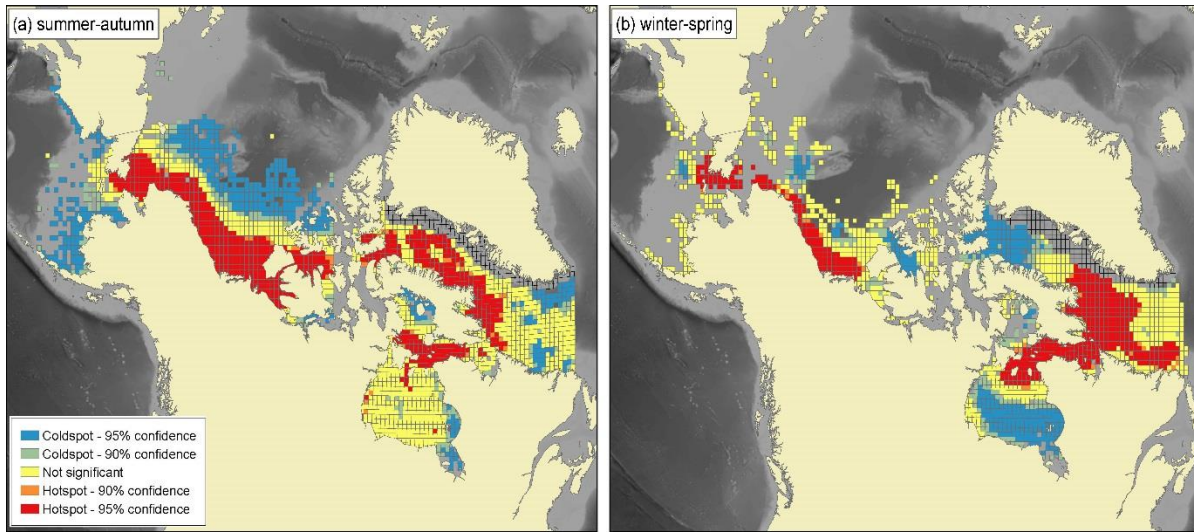 (a) summer-autumn
(b) winter-spring
Coldspot - 95% confidence
Coldspot - 90% confidence
Not significant
Hotspot - 90% confidence
Hotspot - 95% confidence